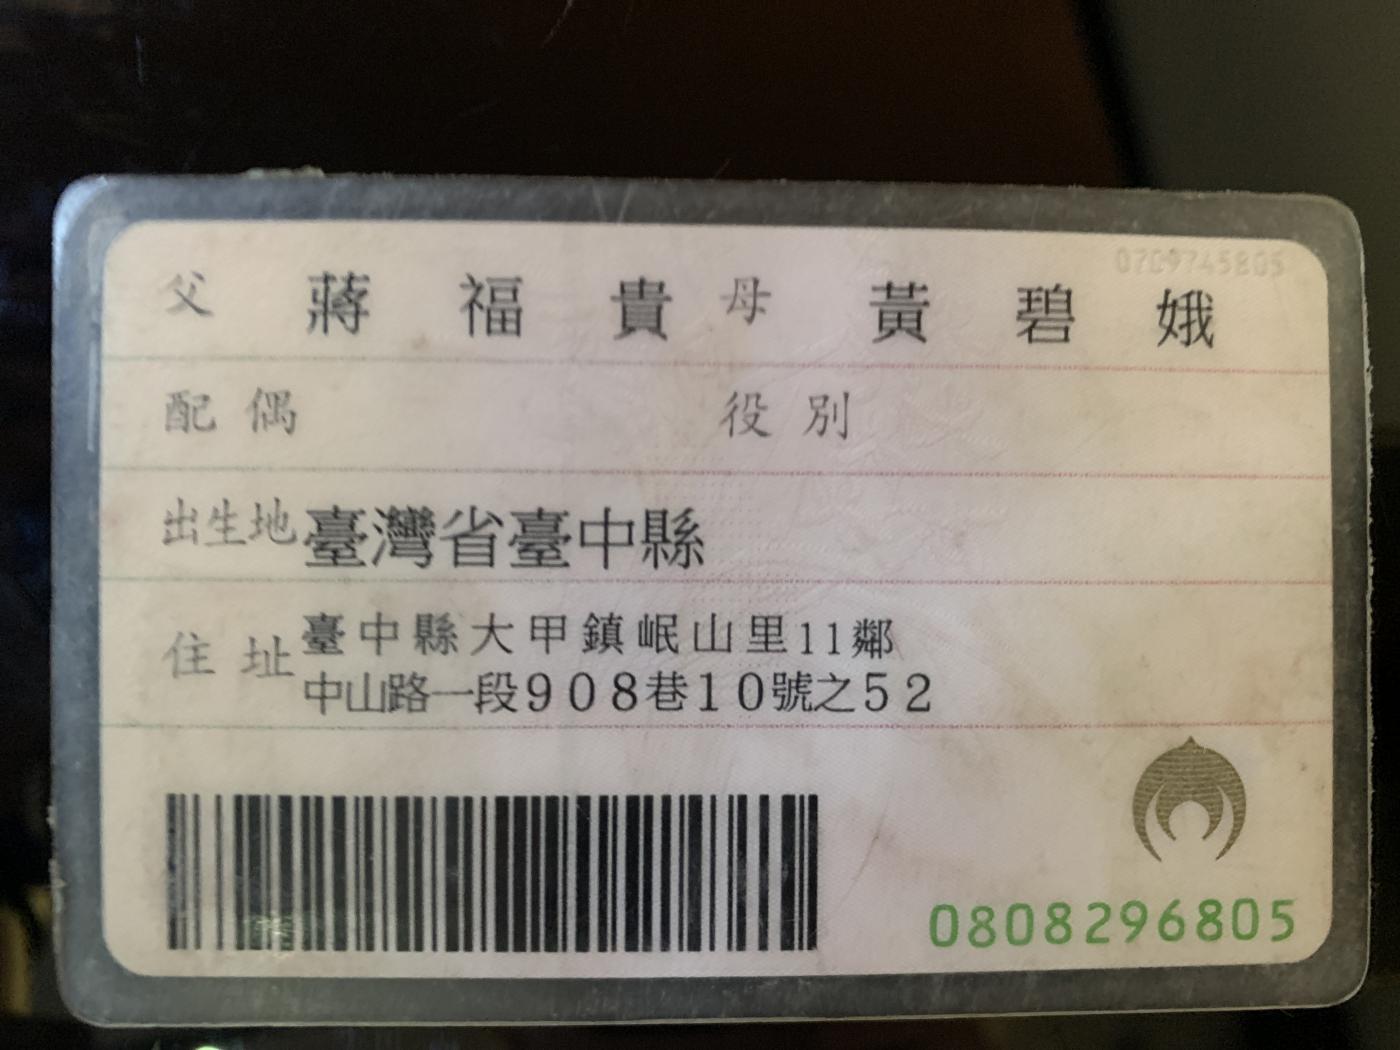 0709745805
父 蔣福貴 母 黃碧娥
配偶 役別
出生地 臺灣省臺中縣
住址 臺中縣大甲鎮岷山里11鄰
中山路一段908巷10號之52
0808296805